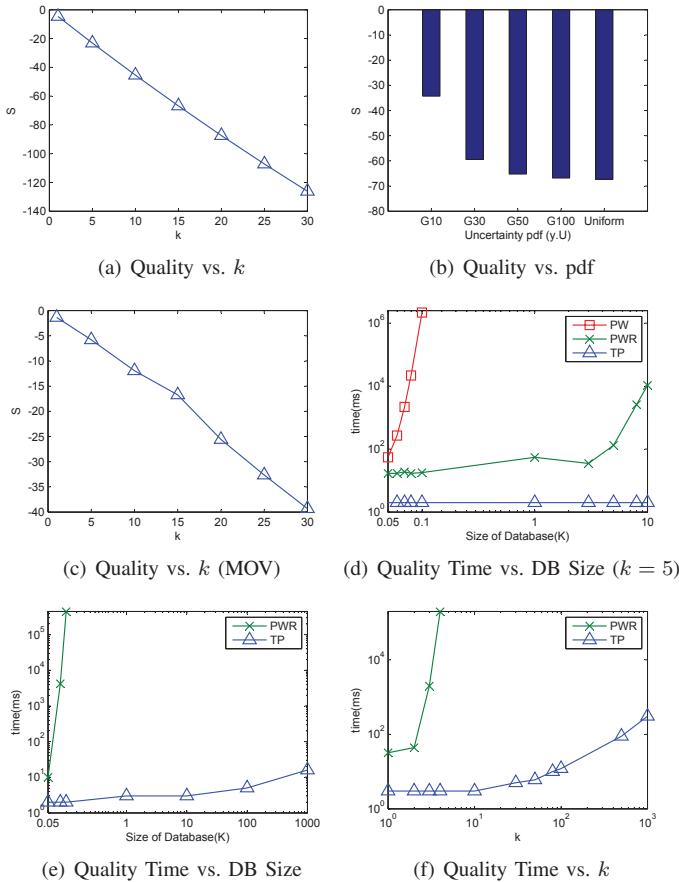 0
-20
-40
-60
-80
-100
-120
-140
S
0 5 10 15 20 25 30
k
(a) Quality vs. k
0
-10
-20
-30
-40
-50
-60
-70
-80
S
G10 G30 G50 G100 Uniform
Uncertainty pdf (y.U)
(b) Quality vs. pdf
0
-5
-10
-15
-20
-25
-30
-35
-40
S
0 5 10 15 20 25 30
k
(c) Quality vs. k (MOV)
10^6
10^4
10^2
10^0
time(ms)
PW
PWR
TP
0.05 0.1 1 10
Size of Database(K)
(d) Quality Time vs. DB Size (k = 5)
10^5
10^4
10^3
10^2
10^1
10^0
time(ms)
PWR
TP
0.05 1 10 100 1000
Size of Database(K)
(e) Quality Time vs. DB Size
10^4
10^2
10^0
time(ms)
PWR
TP
10^0 10^1 10^2 10^3
k
(f) Quality Time vs. k